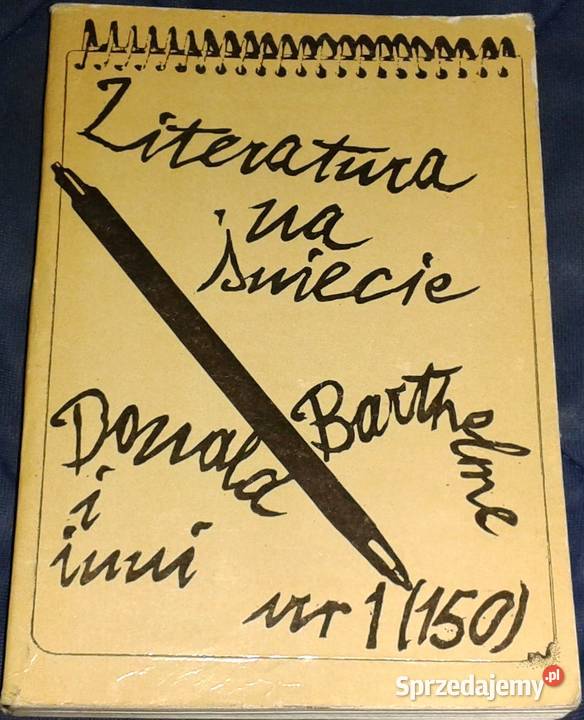 Literatura
na
świecie
Donald Barthelme
i
inni
nr 1 (150)
Sprzedajemy.pl